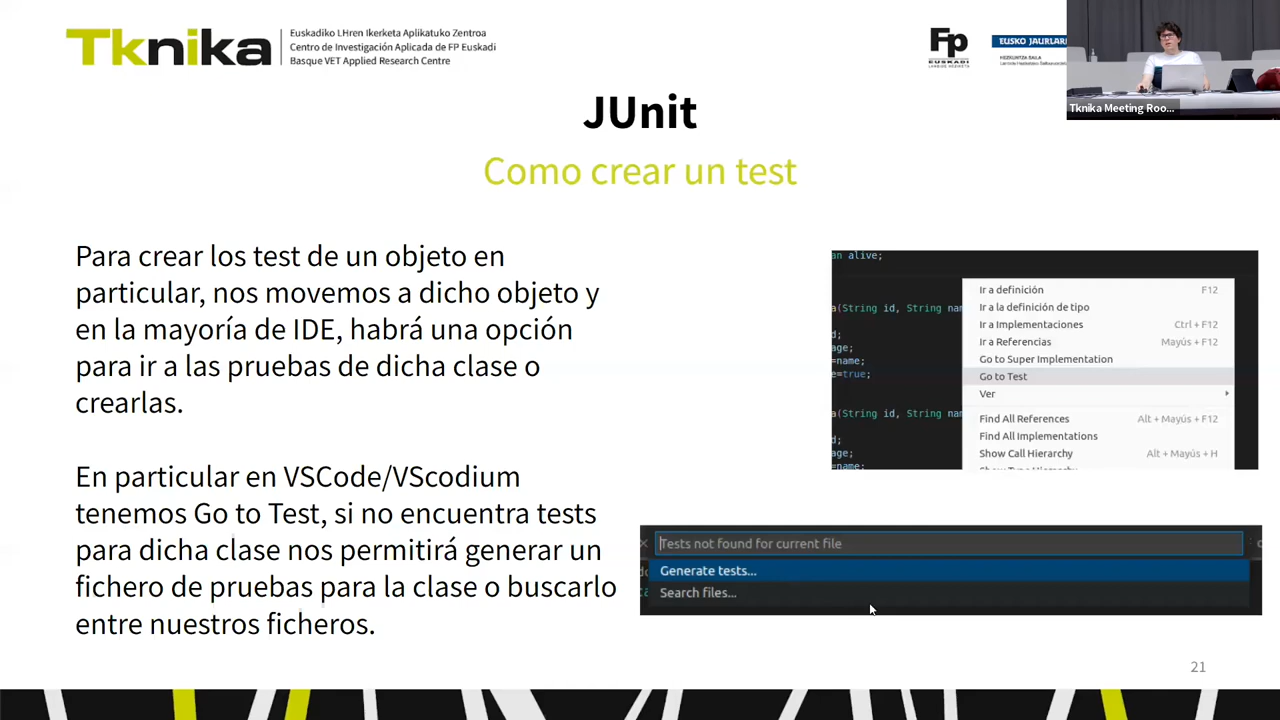 Tknika
Euskadiko LHren Ikerketa Aplikatuko Zentroa
Centro de Investigación Aplicada de FP Euskadi
Basque VET Applied Research Centre
Fp
EUSKADI
LANBIDE HEZIKETA
EUSKO JAURLAR
HEZKUNTZA SAILA
Tknika Meeting Roo...
JUnit
Como crear un test
Para crear los test de un objeto en
particular, nos movemos a dicho objeto y
en la mayoría de IDE, habrá una opción
para ir a las pruebas de dicha clase o
crearlas.
En particular en VSCode/VScodium
tenemos Go to Test, si no encuentra tests
para dicha clase nos permitirá generar un
fichero de pruebas para la clase o buscarlo
entre nuestros ficheros.
an alive;
a(String id, String nam
d;
age;
=name;
e=true;
a(String id, String nam
d;
age;
=name;
Ir a definición F12
Ir a la definición de tipo
Ir a Implementaciones Ctrl + F12
Ir a Referencias Mayús + F12
Go to Super Implementation
Go to Test
Ver
Find All References Alt + Mayús + F12
Find All Implementations
Show Call Hierarchy Alt + Mayús + H
Tests not found for current file
Generate tests...
Search files...
21